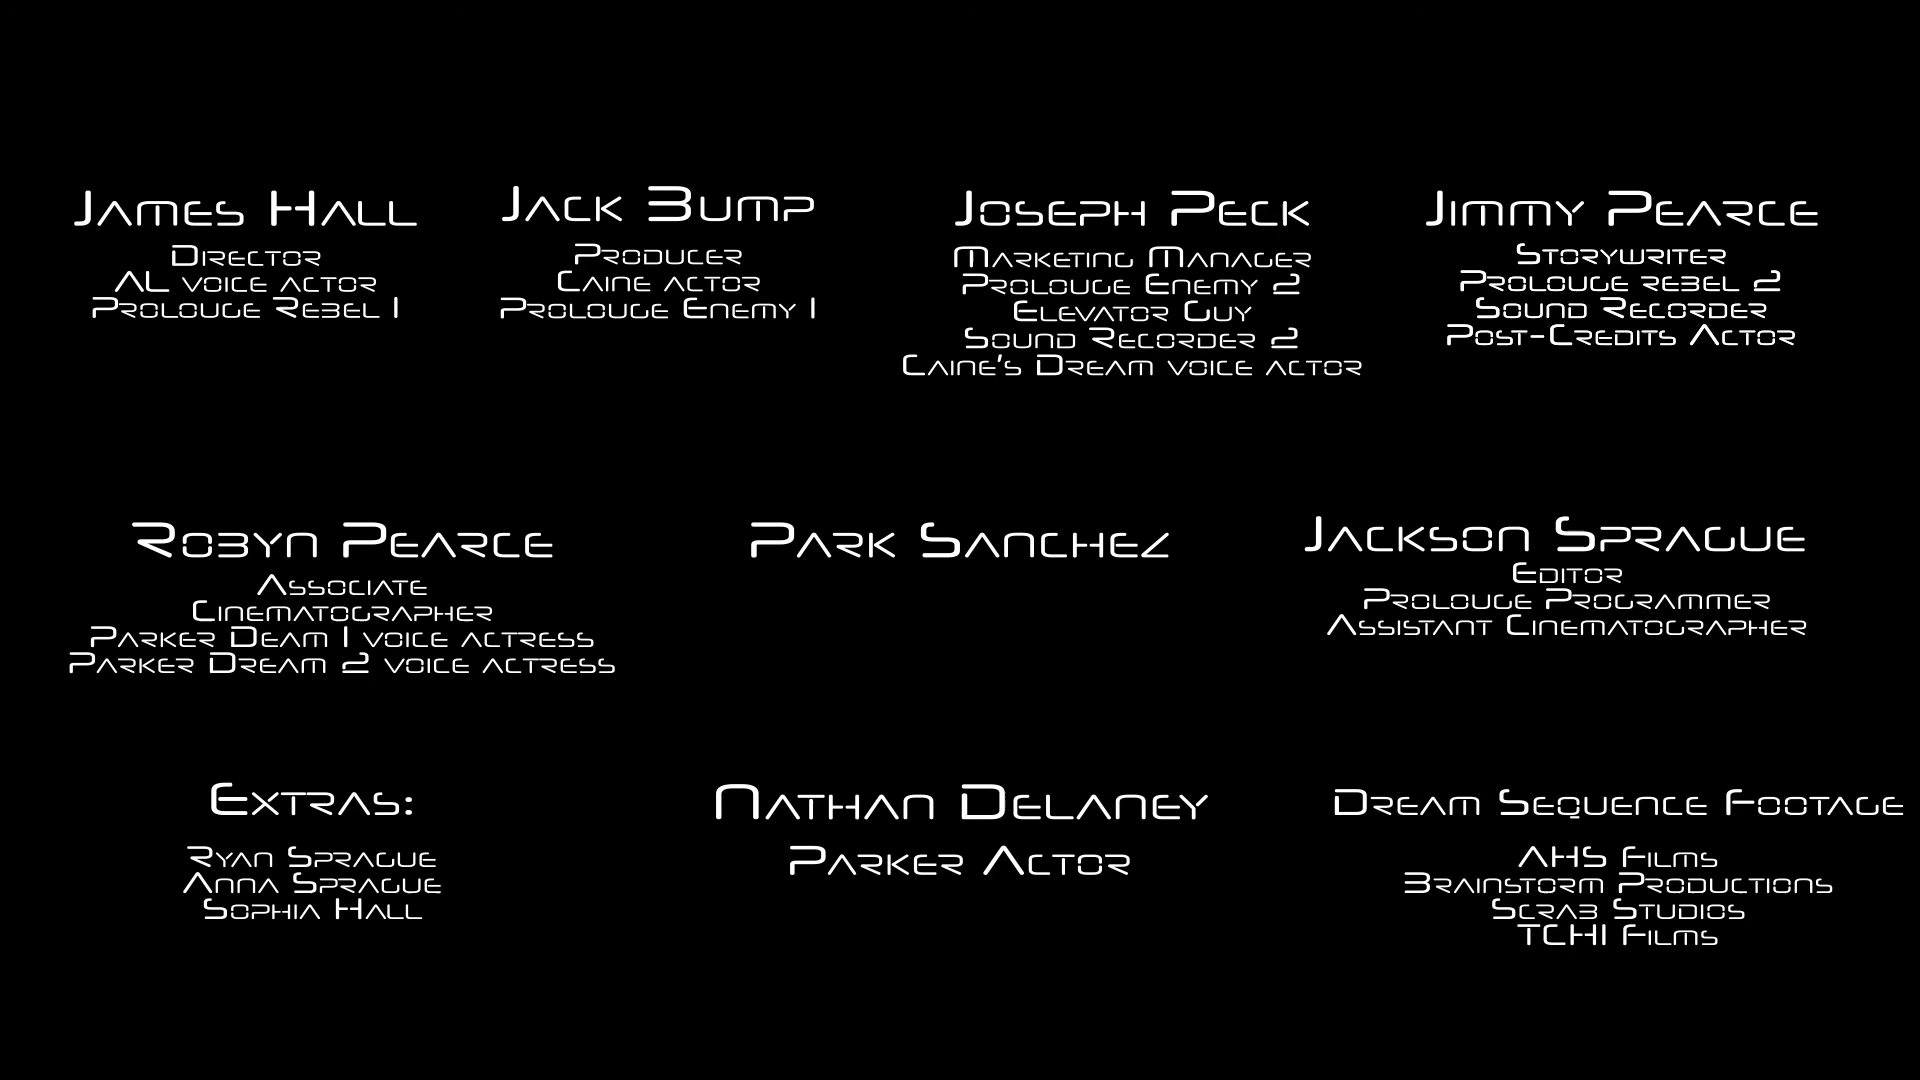 James Hall
Director
AL voice actor
Prolouge Rebel 1
Jack Bump
Producer
Caine actor
Prolouge Enemy 1
Joseph Peck
Marketing Manager
Prolouge Enemy 2
Elevator Guy
Sound Recorder 2
Caine's Dream voice actor
Jimmy Pearce
Storywriter
Prolouge rebel 2
Sound Recorder
Post-Credits Actor
Robyn Pearce
Associate
Cinematographer
Parker Deam 1 voice actress
Parker Dream 2 voice actress
Park Sanchez
Jackson Sprague
Editor
Prolouge Programmer
Assistant Cinematographer
Extras:
Ryan Sprague
Anna Sprague
Sophia Hall
Nathan Delaney
Parker Actor
Dream Sequence Footage
AHS Films
Brainstorm Productions
Scrab Studios
TCHI Films